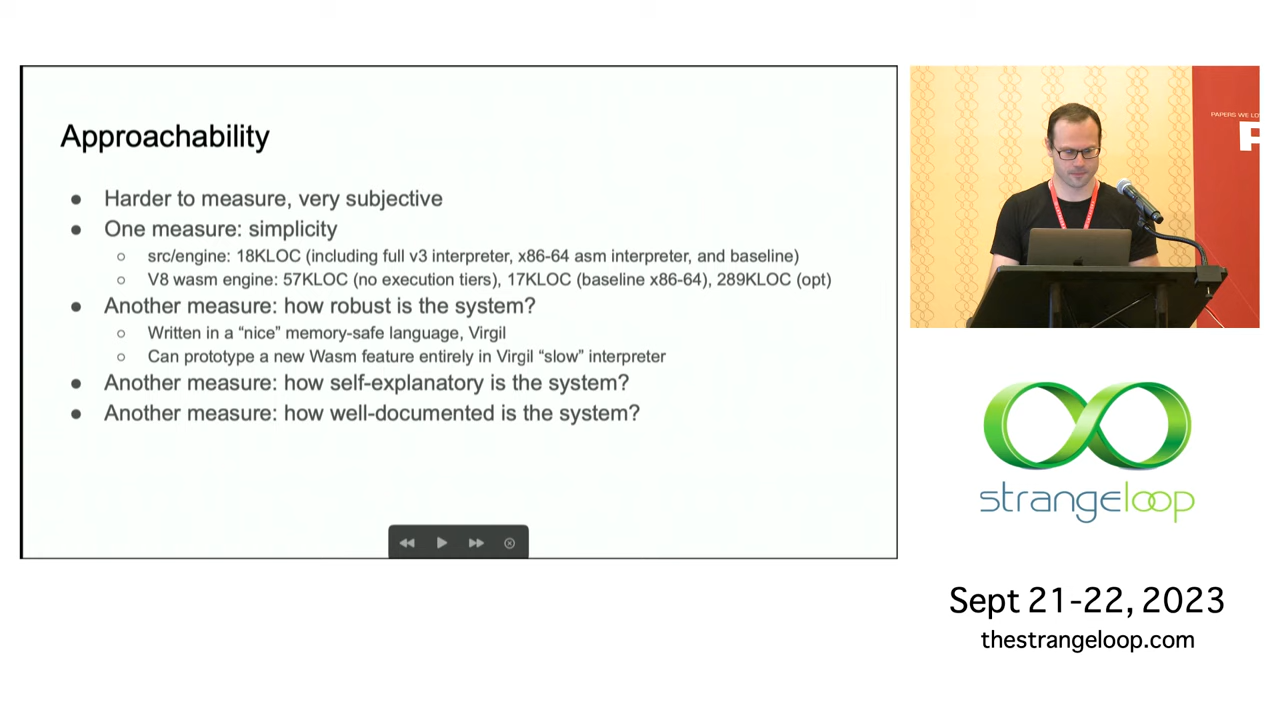 Approachability
● Harder to measure, very subjective
● One measure: simplicity
○ src/engine: 18KLOC (including full v3 interpreter, x86-64 asm interpreter, and baseline)
○ V8 wasm engine: 57KLOC (no execution tiers), 17KLOC (baseline x86-64), 289KLOC (opt)
● Another measure: how robust is the system?
○ Written in a “nice” memory-safe language, Virgil
○ Can prototype a new Wasm feature entirely in Virgil “slow” interpreter
● Another measure: how self-explanatory is the system?
● Another measure: how well-documented is the system?
PAPERS WE LO
P
strangeloop
Sept 21-22, 2023
thestrangeloop.com